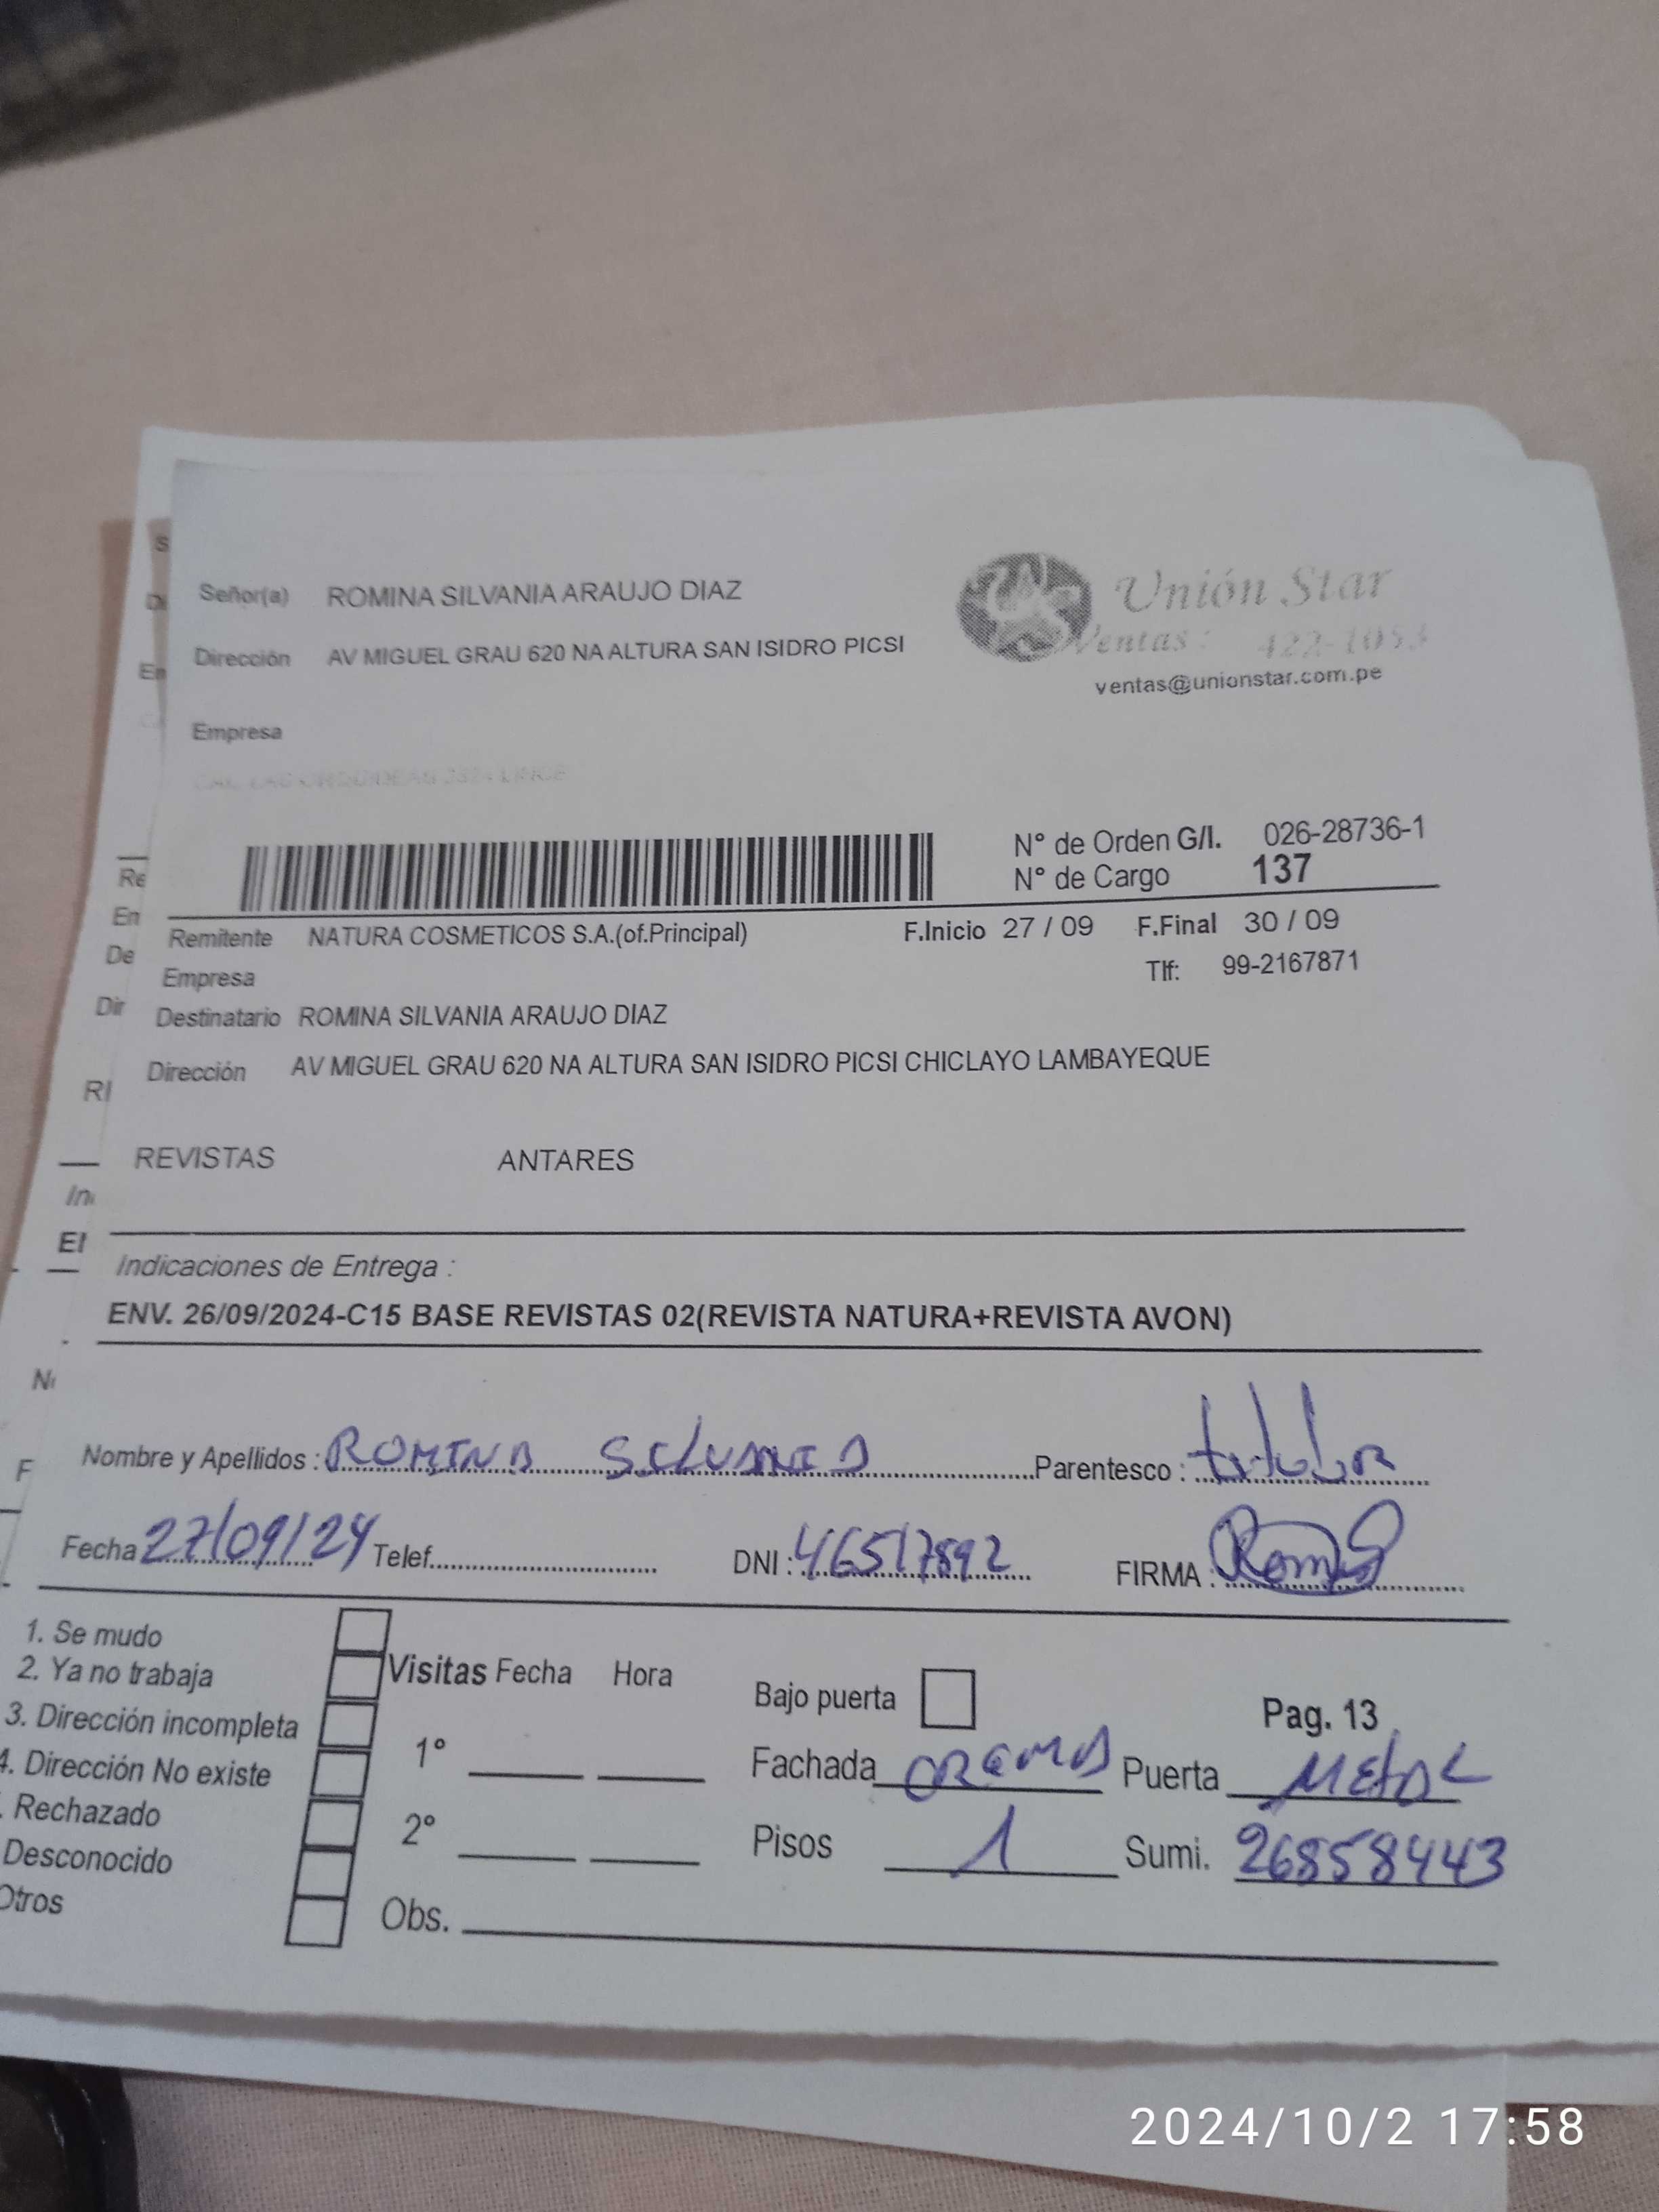 Señor(a) ROMINA SILVANIA ARAUJO DIAZ
Unión Star
Dirección AV MIGUEL GRAU 620 NA ALTURA SAN ISIDRO PICSI
Ventas: 422-1053
ventas@unionstar.com.pe
Empresa
N° de Orden G/I. 026-28736-1
N° de Cargo 137
Remitente NATURA COSMETICOS S.A.(of.Principal) F.Inicio 27 / 09 F.Final 30 / 09
Empresa Tlf: 99-2167871
Destinatario ROMINA SILVANIA ARAUJO DIAZ
Dirección AV MIGUEL GRAU 620 NA ALTURA SAN ISIDRO PICSI CHICLAYO LAMBAYEQUE
REVISTAS ANTARES
Indicaciones de Entrega :
ENV. 26/09/2024-C15 BASE REVISTAS 02(REVISTA NATURA+REVISTA AVON)
Nombre y Apellidos : ROMINA SILVANIA Parentesco : titular
Fecha 27/09/24 Telef. DNI : 46517892 FIRMA :
1. Se mudo
2. Ya no trabaja
3. Dirección incompleta
4. Dirección No existe
. Rechazado
Desconocido
Otros
Visitas Fecha Hora
1°
2°
Obs.
Bajo puerta
Pag. 13
Fachada CREMA Puerta METAL
Pisos 1 Sumi. 26858443
2024/10/2 17:58